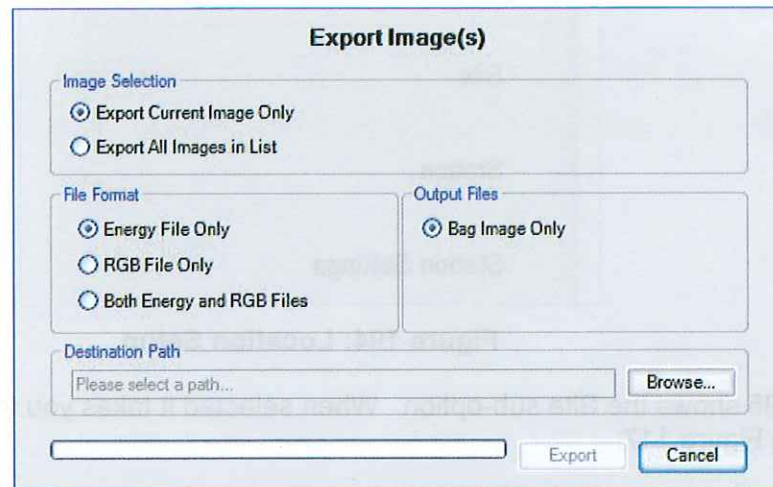 Export Image(s)
Image Selection
Export Current Image Only
Export All Images in List
File Format
Energy File Only
RGB File Only
Both Energy and RGB Files
Output Files
Bag Image Only
Destination Path
Please select a path...
Browse...
Export
Cancel